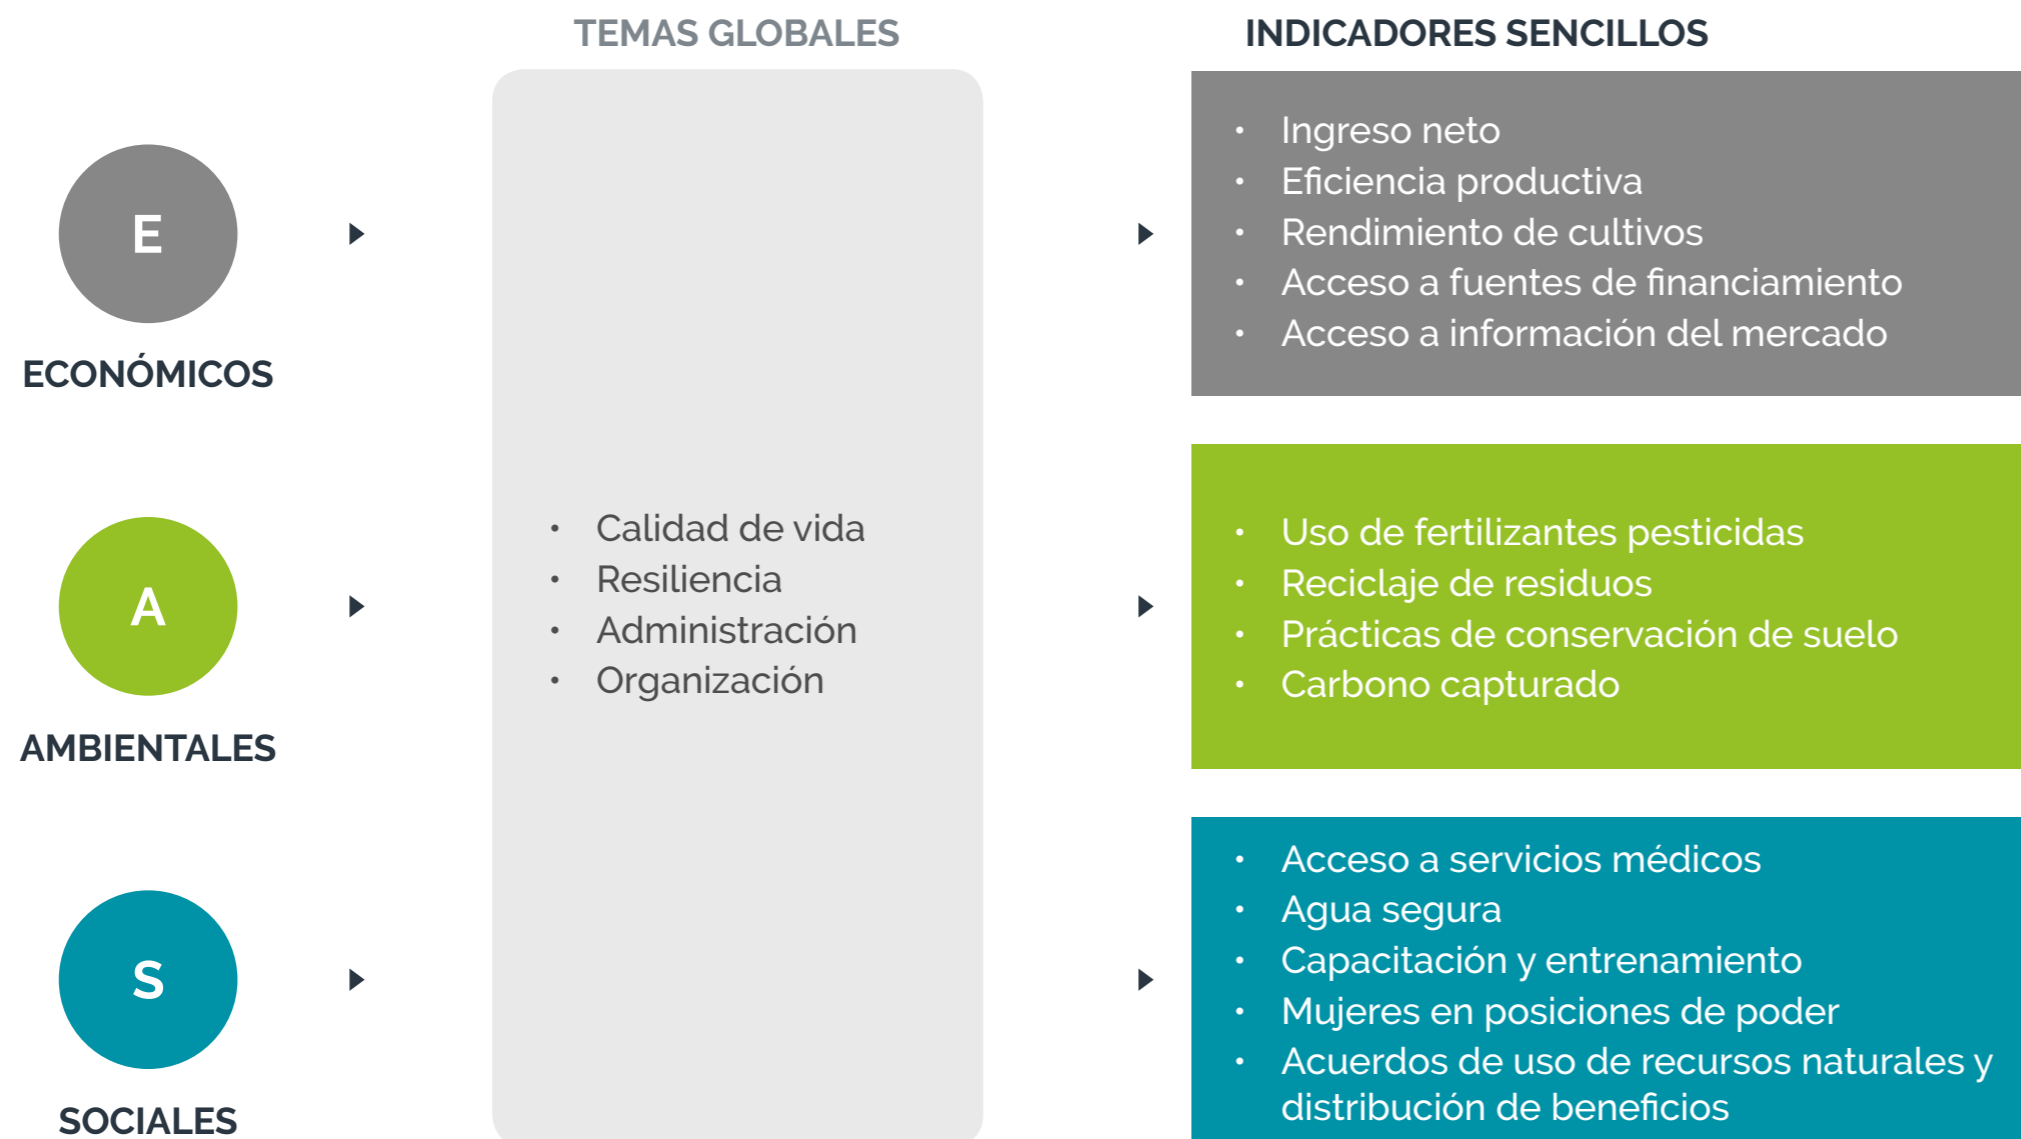 TEMAS GLOBALES
INDICADORES SENCILLOS
E
ECONÓMICOS
A
AMBIENTALES
S
SOCIALES
• Calidad de vida
• Resiliencia
• Administración
• Organización
• Ingreso neto
• Eficiencia productiva
• Rendimiento de cultivos
• Acceso a fuentes de financiamiento
• Acceso a información del mercado
• Uso de fertilizantes pesticidas
• Reciclaje de residuos
• Prácticas de conservación de suelo
• Carbono capturado
• Acceso a servicios médicos
• Agua segura
• Capacitación y entrenamiento
• Mujeres en posiciones de poder
• Acuerdos de uso de recursos naturales y
distribución de beneficios